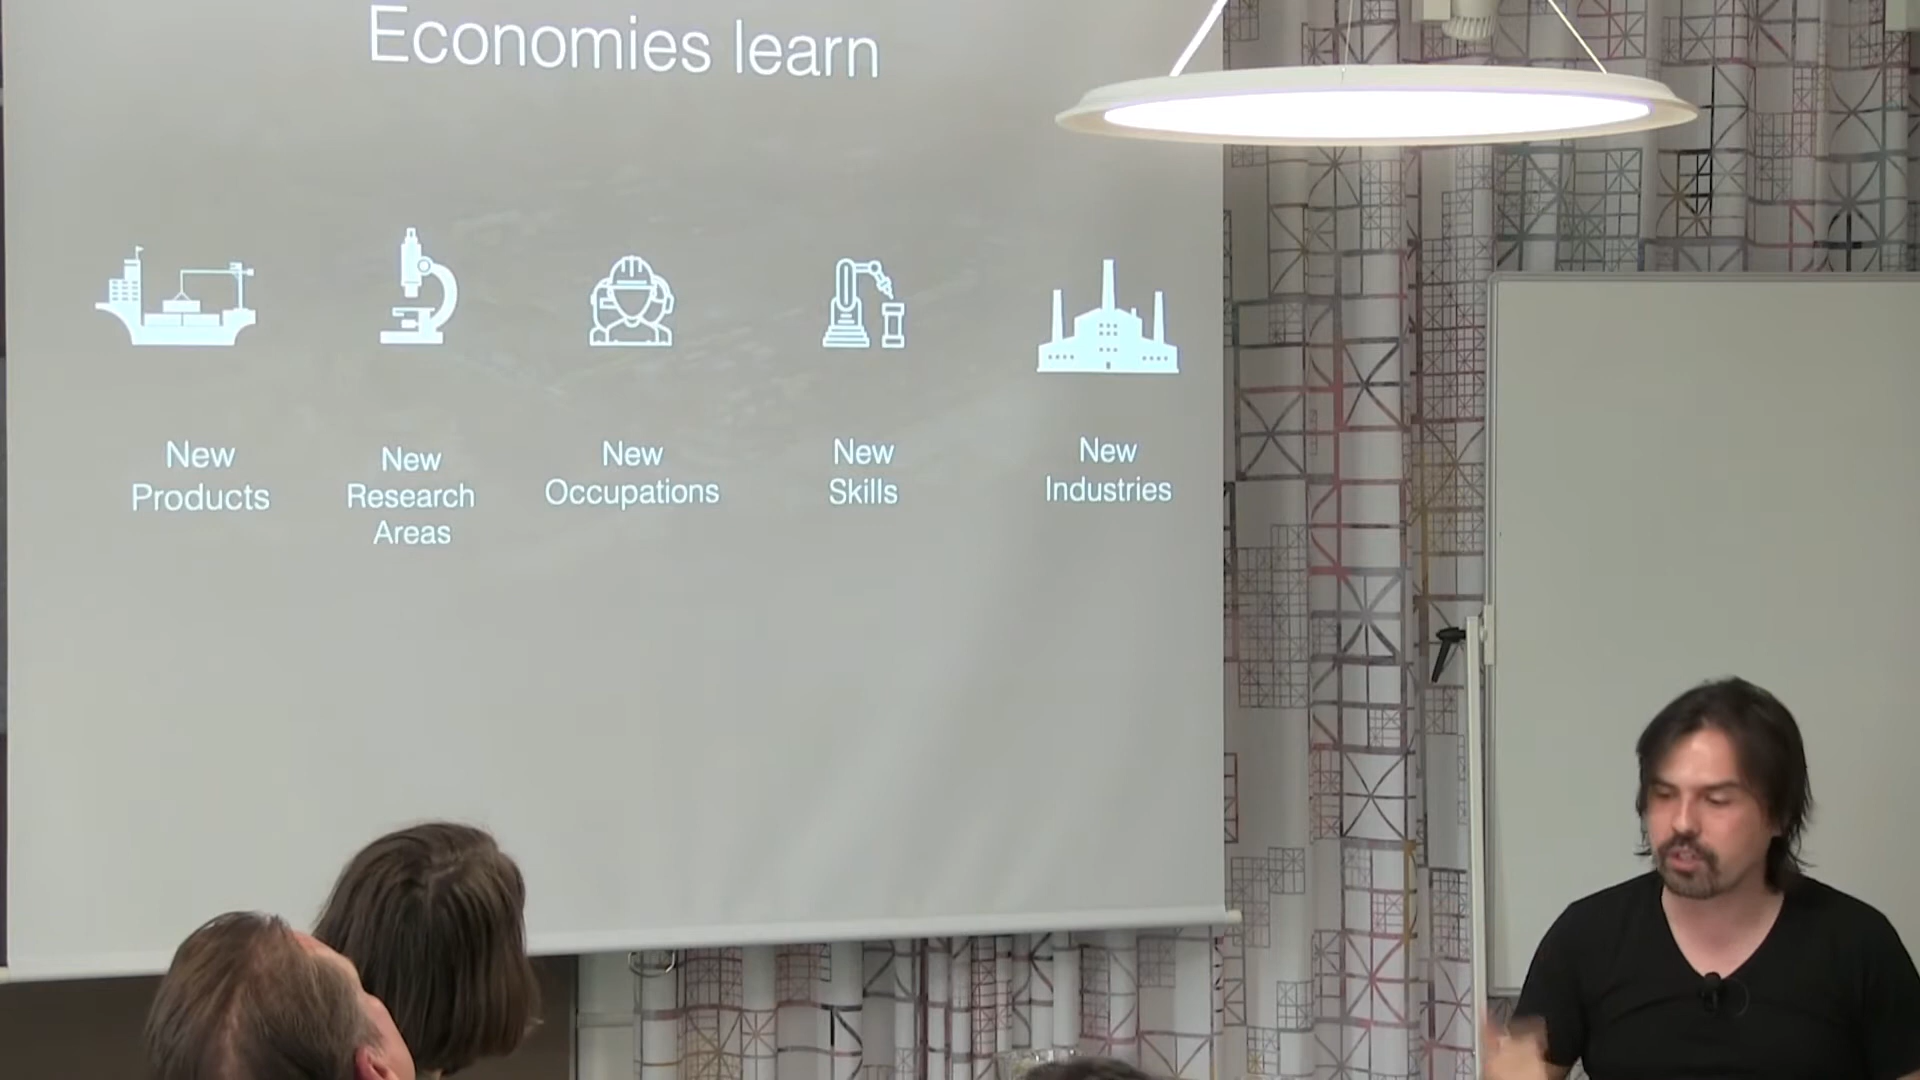 Economies learn
New
Products
New
Research
Areas
New
Occupations
New
Skills
New
Industries